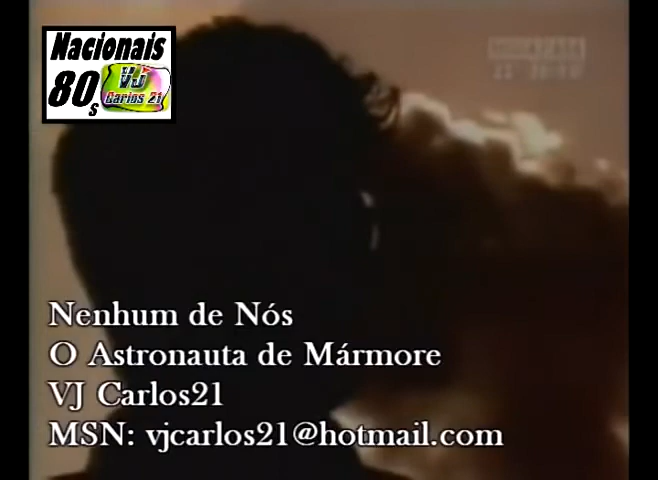 Nacionais
80s
VJ
Carlos 21
Nenhum de Nós
O Astronauta de Mármore
VJ Carlos21
MSN: vjcarlos21@hotmail.com